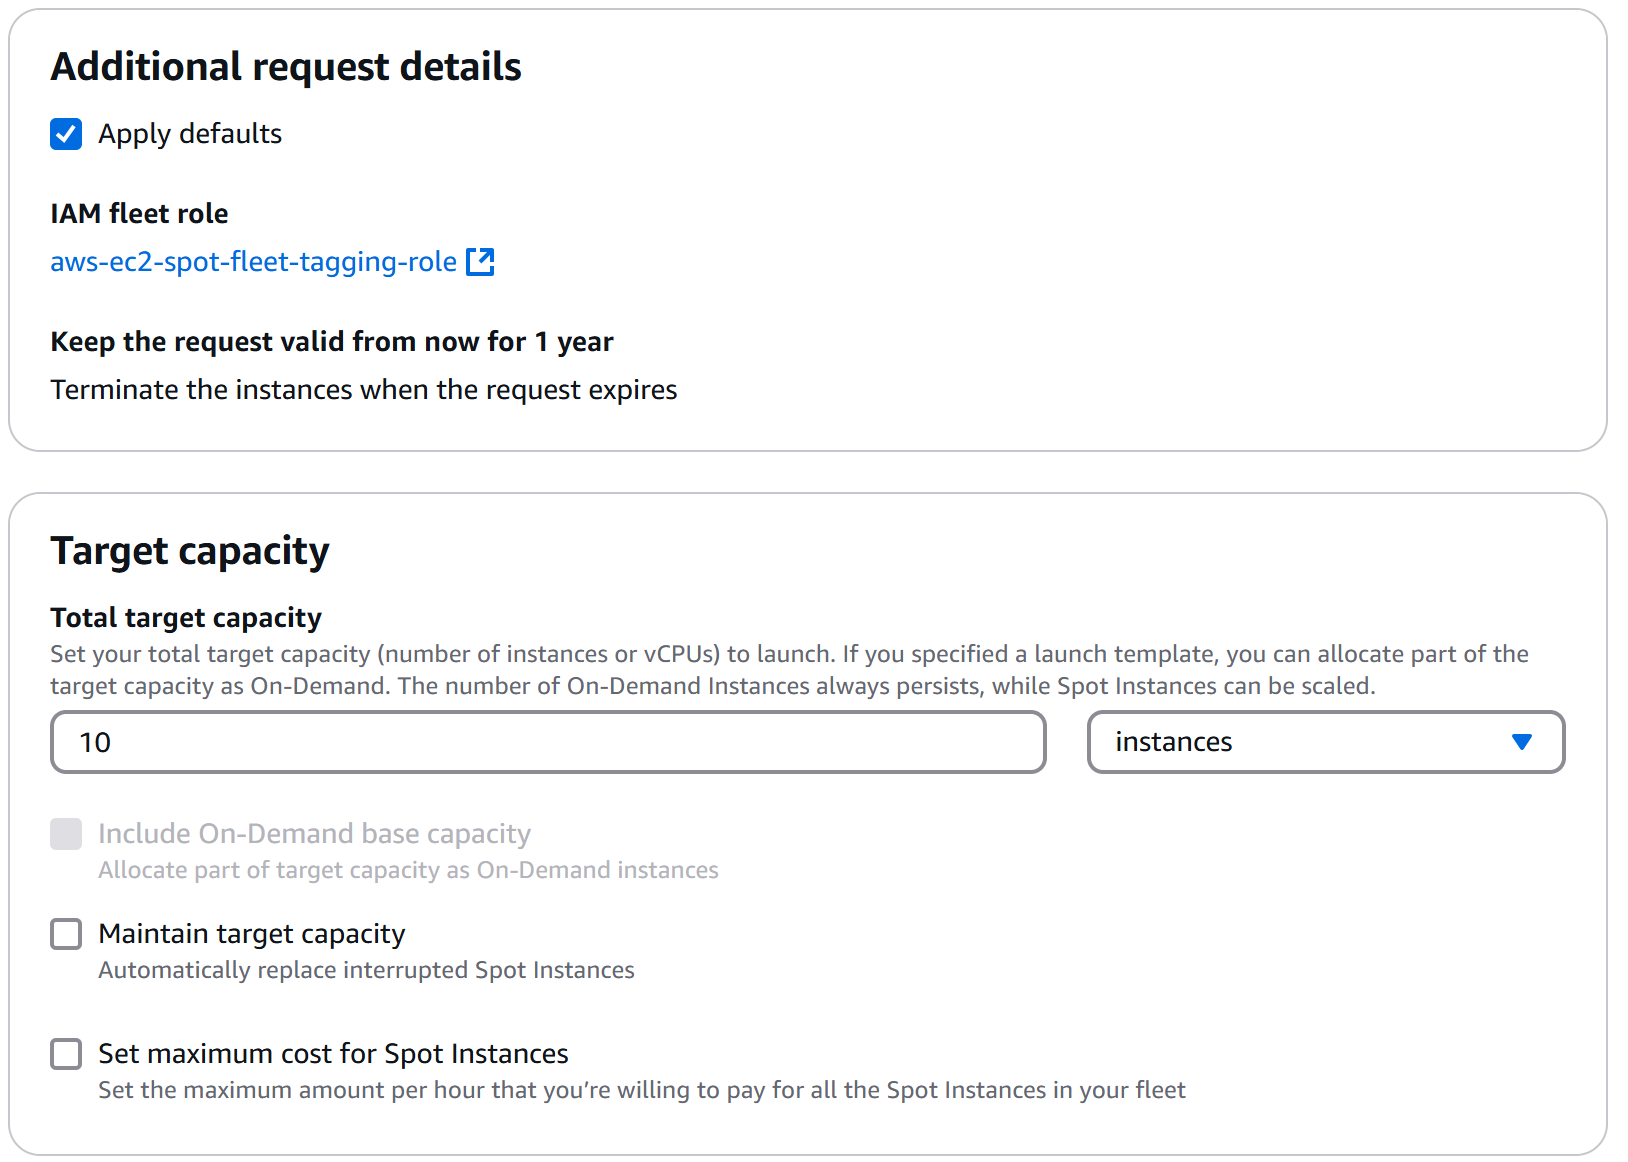 Additional request details
Apply defaults
IAM fleet role
aws-ec2-spot-fleet-tagging-role
Keep the request valid from now for 1 year
Terminate the instances when the request expires
Target capacity
Total target capacity
Set your total target capacity (number of instances or vCPUs) to launch. If you specified a launch template, you can allocate part of the
target capacity as On-Demand. The number of On-Demand Instances always persists, while Spot Instances can be scaled.
10
instances
Include On-Demand base capacity
Allocate part of target capacity as On-Demand instances
Maintain target capacity
Automatically replace interrupted Spot Instances
Set maximum cost for Spot Instances
Set the maximum amount per hour that you’re willing to pay for all the Spot Instances in your fleet